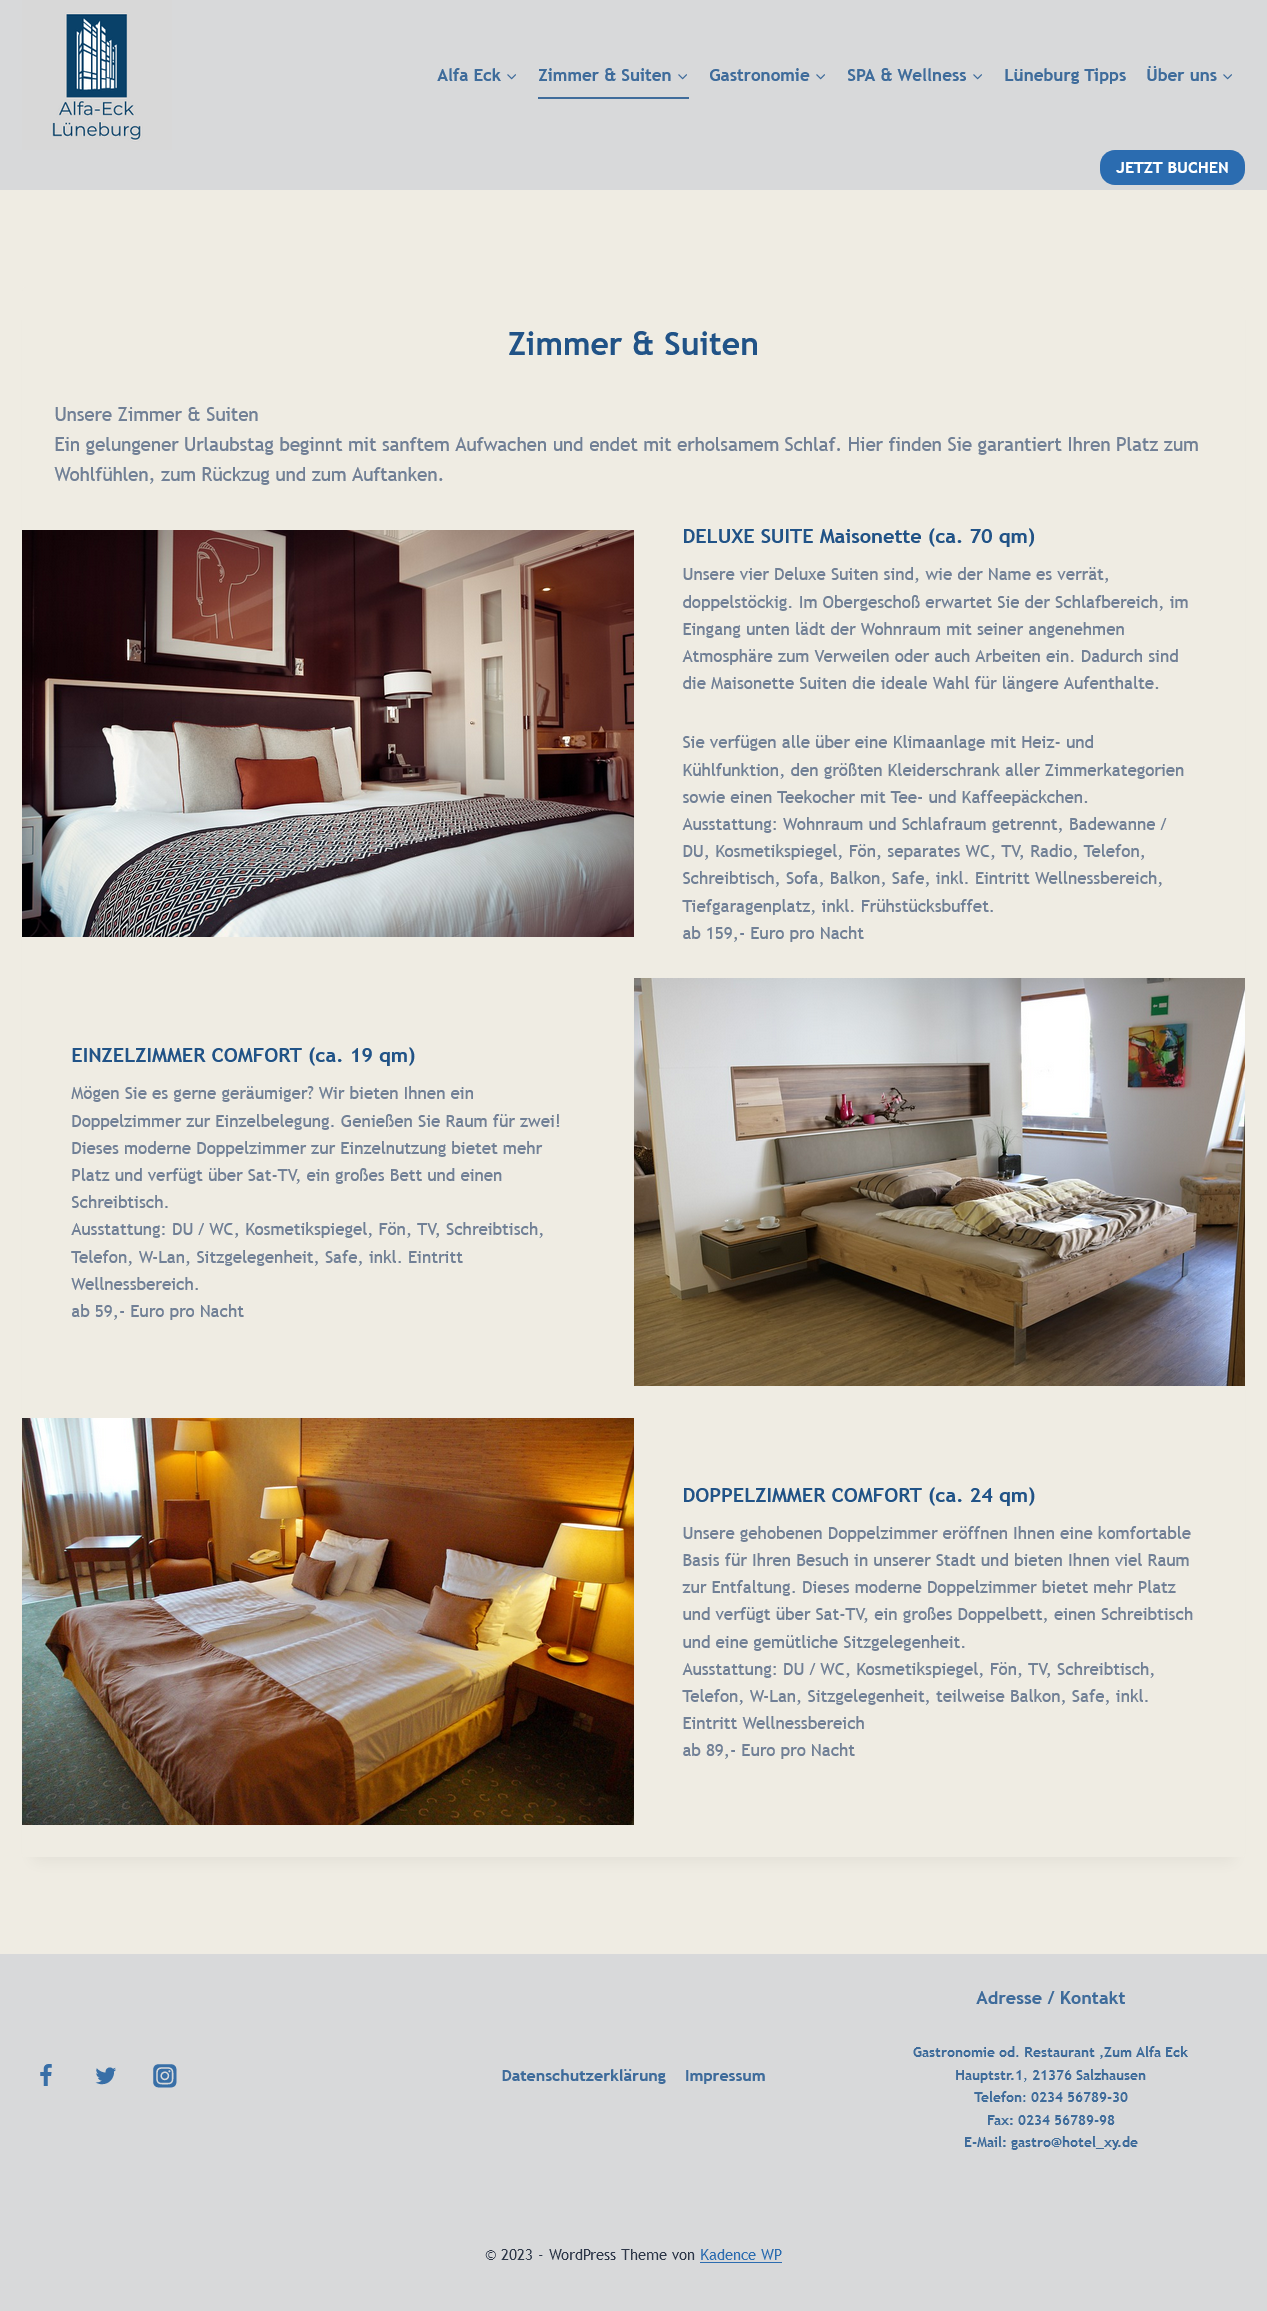 Alfa-Eck
Lüneburg
Alfa Eck
Zimmer & Suiten
Gastronomie
SPA & Wellness
Lüneburg Tipps
Über uns
JETZT BUCHEN
Zimmer & Suiten
Unsere Zimmer & Suiten
Ein gelungener Urlaubstag beginnt mit sanftem Aufwachen und endet mit erholsamem Schlaf. Hier finden Sie garantiert Ihren Platz zum
Wohlfühlen, zum Rückzug und zum Auftanken.
DELUXE SUITE Maisonette (ca. 70 qm)
Unsere vier Deluxe Suiten sind, wie der Name es verrät,
doppelstöckig. Im Obergeschoß erwartet Sie der Schlafbereich, im
Eingang unten lädt der Wohnraum mit seiner angenehmen
Atmosphäre zum Verweilen oder auch Arbeiten ein. Dadurch sind
die Maisonette Suiten die ideale Wahl für längere Aufenthalte.
Sie verfügen alle über eine Klimaanlage mit Heiz- und
Kühlfunktion, den größten Kleiderschrank aller Zimmerkategorien
sowie einen Teekocher mit Tee- und Kaffeepäckchen.
Ausstattung: Wohnraum und Schlafraum getrennt, Badewanne /
DU, Kosmetikspiegel, Fön, separates WC, TV, Radio, Telefon,
Schreibtisch, Sofa, Balkon, Safe, inkl. Eintritt Wellnessbereich,
Tiefgaragenplatz, inkl. Frühstücksbuffet.
ab 159,- Euro pro Nacht
EINZELZIMMER COMFORT (ca. 19 qm)
Mögen Sie es gerne geräumiger? Wir bieten Ihnen ein
Doppelzimmer zur Einzelbelegung. Genießen Sie Raum für zwei!
Dieses moderne Doppelzimmer zur Einzelnutzung bietet mehr
Platz und verfügt über Sat-TV, ein großes Bett und einen
Schreibtisch.
Ausstattung: DU / WC, Kosmetikspiegel, Fön, TV, Schreibtisch,
Telefon, W-Lan, Sitzgelegenheit, Safe, inkl. Eintritt
Wellnessbereich.
ab 59,- Euro pro Nacht
DOPPELZIMMER COMFORT (ca. 24 qm)
Unsere gehobenen Doppelzimmer eröffnen Ihnen eine komfortable
Basis für Ihren Besuch in unserer Stadt und bieten Ihnen viel Raum
zur Entfaltung. Dieses moderne Doppelzimmer bietet mehr Platz
und verfügt über Sat-TV, ein großes Doppelbett, einen Schreibtisch
und eine gemütliche Sitzgelegenheit.
Ausstattung: DU / WC, Kosmetikspiegel, Fön, TV, Schreibtisch,
Telefon, W-Lan, Sitzgelegenheit, teilweise Balkon, Safe, inkl.
Eintritt Wellnessbereich
ab 89,- Euro pro Nacht
Datenschutzerklärung
Impressum
Adresse / Kontakt
Gastronomie od. Restaurant ‚Zum Alfa Eck
Hauptstr.1, 21376 Salzhausen
Telefon: 0234 56789-30
Fax: 0234 56789-98
E-Mail: gastro@hotel_xy.de
© 2023 - WordPress Theme von Kadence WP